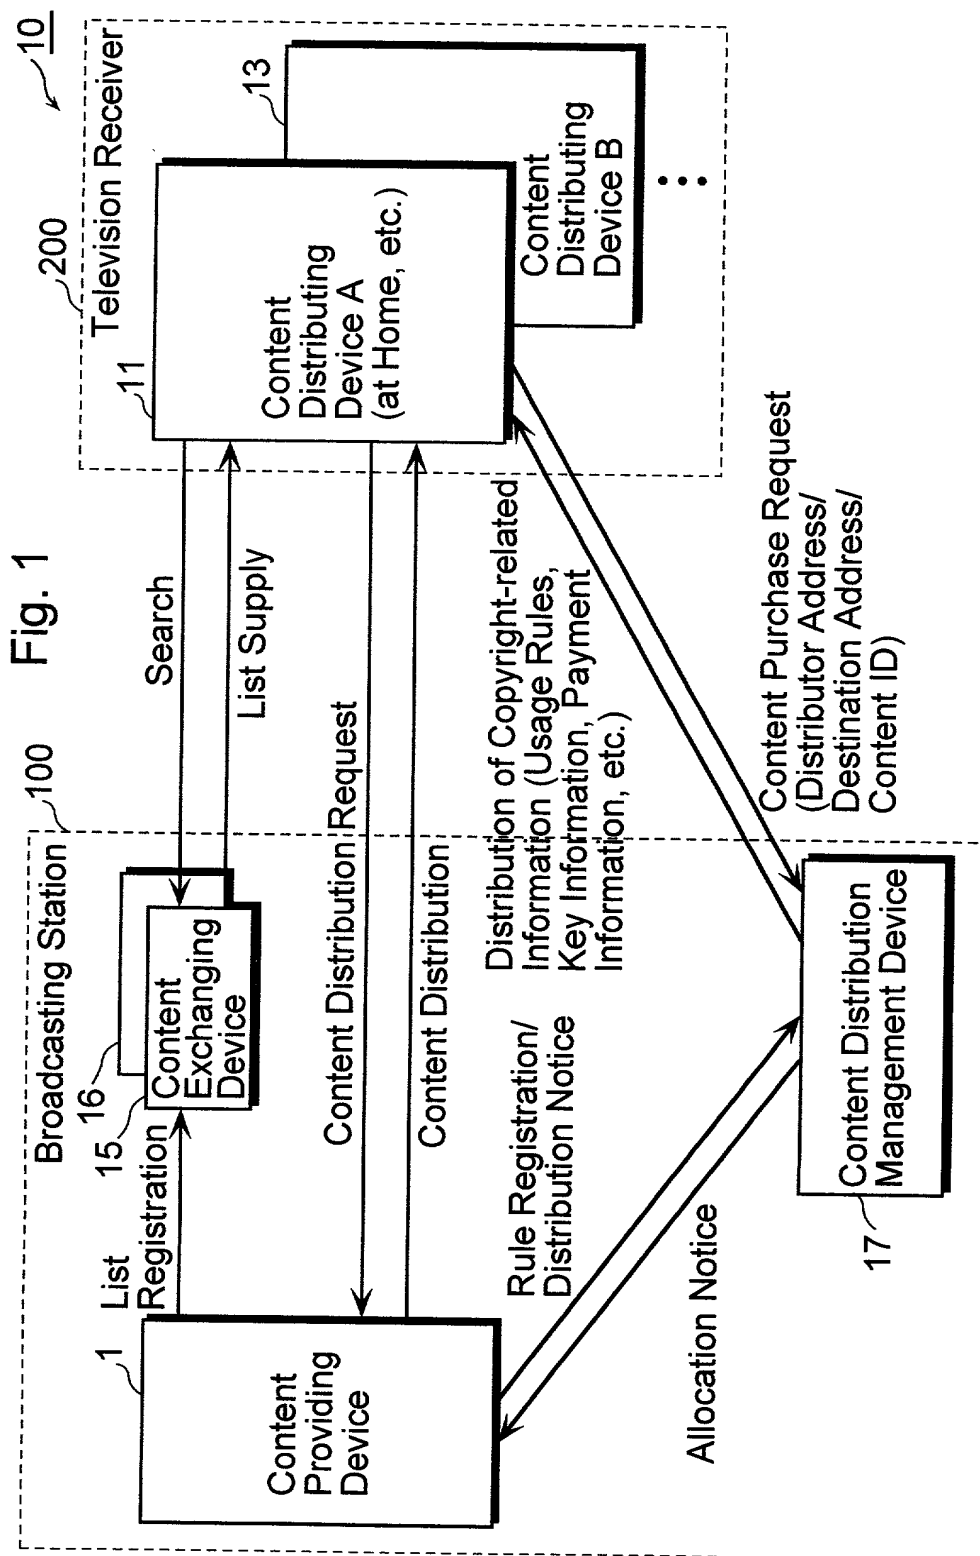 Fig. 1
10
Broadcasting Station
100
200
Television Receiver
16
15
Content
Exchanging
Device
List
Registration
Search
List Supply
11
13
Content
Distributing
Device A
(at Home, etc.)
Content
Distributing
Device B
1
Content
Providing
Device
Content Distribution Request
Content Distribution
Rule Registration/
Distribution Notice
Allocation Notice
Distribution of Copyright-related
Information (Usage Rules,
Key Information, Payment
Information, etc.)
Content Purchase Request
(Distributor Address/
Destination Address/
Content ID)
17
Content Distribution
Management Device